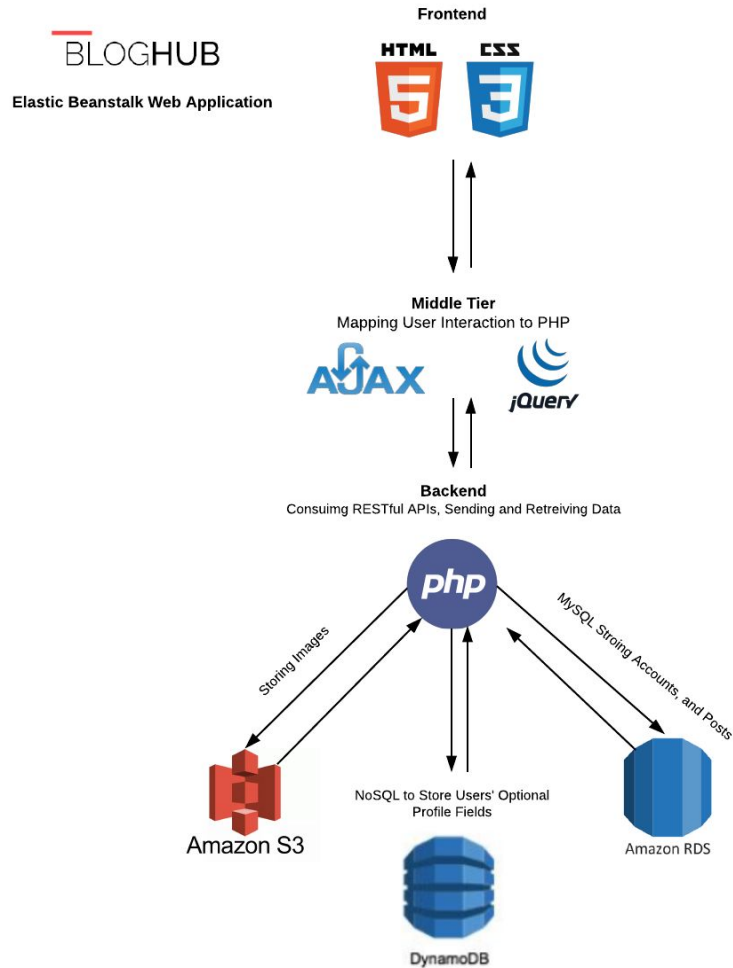 Frontend
BLOGHUB
HTML
CSS
Elastic Beanstalk Web Application
5
3
Middle Tier
Mapping User Interaction to PHP
AJAX
jQuery
Backend
Consuimg RESTful APIs, Sending and Retreiving Data
php
Storing Images
MySQL Stroing Accounts, and Posts
NoSQL to Store Users' Optional
Profile Fields
Amazon S3
Amazon RDS
DynamoDB